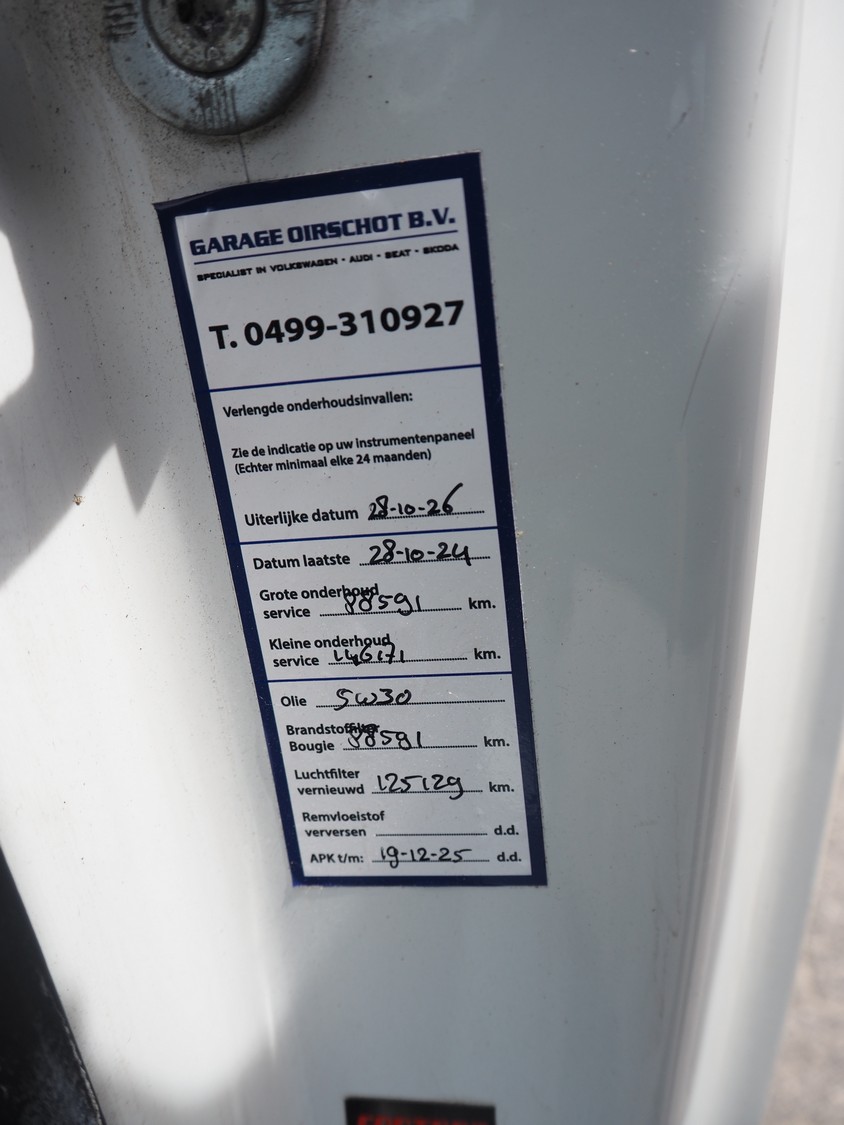 GARAGE OIRSCHOT B.V.
SPECIALIST IN VOLKSWAGEN • AUDI • SEAT • SKODA
T. 0499-310927
Verlengde onderhoudsinvallen:
Zie de indicatie op uw instrumentenpaneel
(Echter minimaal elke 24 maanden)
Uiterlijke datum 28-10-26
Datum laatste 28-10-24
Grote onderhoud
service 88591 km.
Kleine onderhoud
service 146171 km.
Olie 5W30
Brandstoffilter
Bougie 88591 km.
Luchtfilter
vernieuwd 125129 km.
Remvloeistof
verversen d.d.
APK t/m: 19-12-25 d.d.